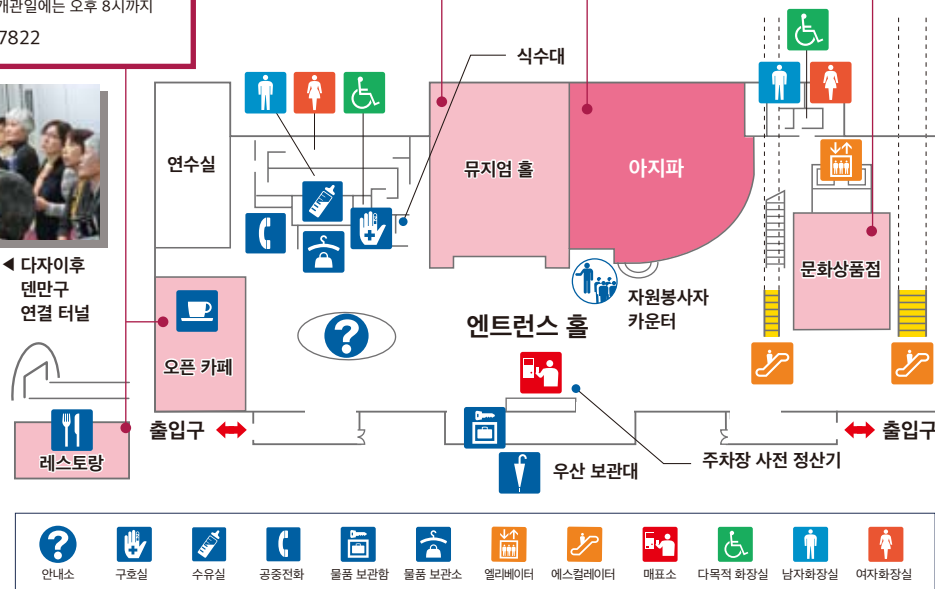 개관일에는 오후 8시까지
7822
식수대
연수실
뮤지엄 홀
아지파
문화상품점
◀ 다자이후
덴만구
연결 터널
자원봉사자
카운터
엔트런스 홀
?
오픈 카페
출입구
출입구
레스토랑
우산 보관대
주차장 사전 정산기
?
안내소
구호실
수유실
공중전화
물품 보관함
물품 보관소
엘리베이터
에스컬레이터
매표소
다목적 화장실
남자화장실
여자화장실